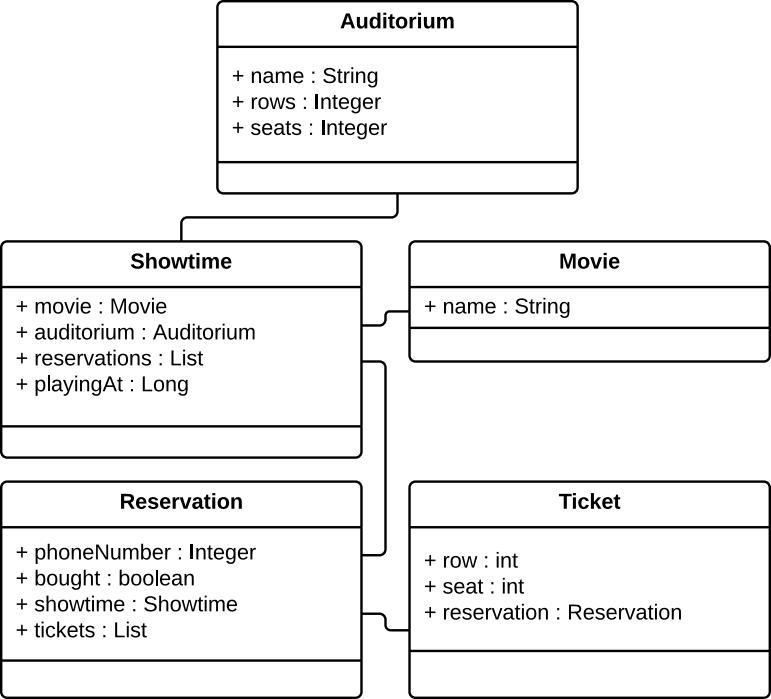 Auditorium
+ name : String
+ rows : Integer
+ seats : Integer
Showtime
+ movie : Movie
+ auditorium : Auditorium
+ reservations : List
+ playingAt : Long
Movie
+ name : String
Reservation
+ phoneNumber : Integer
+ bought : boolean
+ showtime : Showtime
+ tickets : List
Ticket
+ row : int
+ seat : int
+ reservation : Reservation